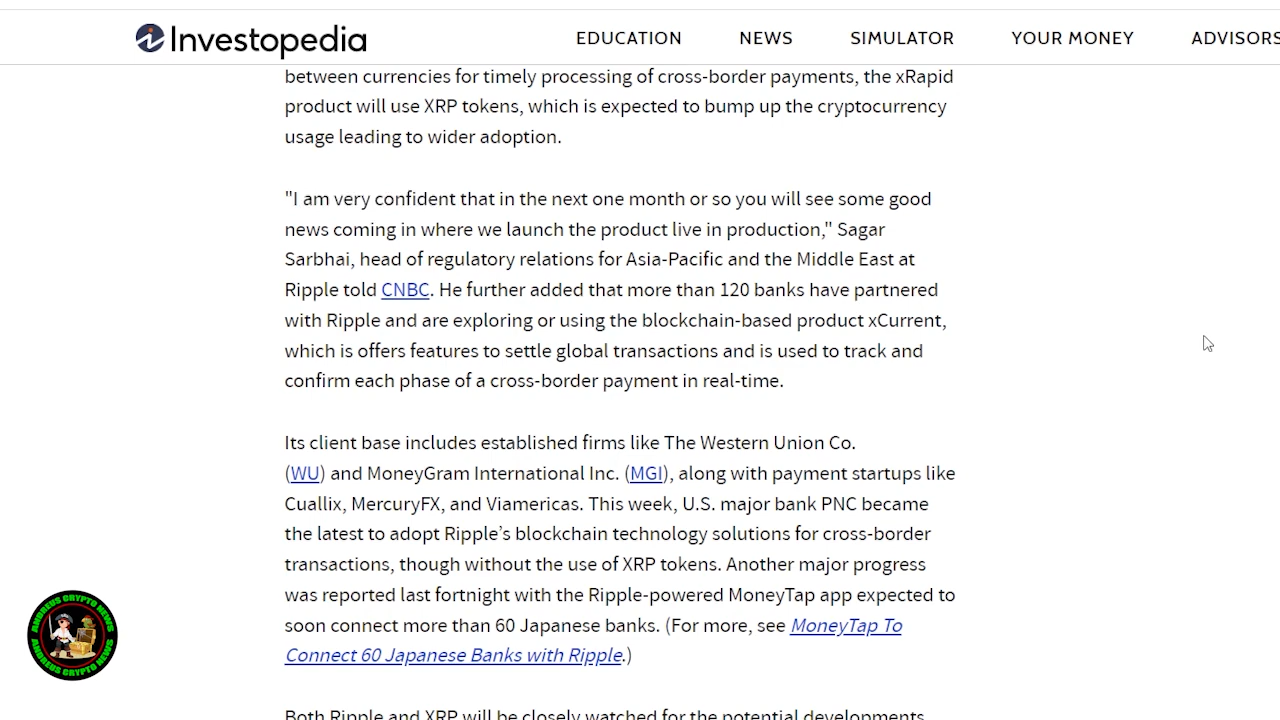 Investopedia
EDUCATION NEWS SIMULATOR YOUR MONEY ADVISORS
between currencies for timely processing of cross-border payments, the xRapid
product will use XRP tokens, which is expected to bump up the cryptocurrency
usage leading to wider adoption.
"I am very confident that in the next one month or so you will see some good
news coming in where we launch the product live in production," Sagar
Sarbhai, head of regulatory relations for Asia-Pacific and the Middle East at
Ripple told CNBC. He further added that more than 120 banks have partnered
with Ripple and are exploring or using the blockchain-based product xCurrent,
which is offers features to settle global transactions and is used to track and
confirm each phase of a cross-border payment in real-time.
Its client base includes established firms like The Western Union Co.
(WU) and MoneyGram International Inc. (MGI), along with payment startups like
Cuallix, MercuryFX, and Viamericas. This week, U.S. major bank PNC became
the latest to adopt Ripple’s blockchain technology solutions for cross-border
transactions, though without the use of XRP tokens. Another major progress
was reported last fortnight with the Ripple-powered MoneyTap app expected to
soon connect more than 60 Japanese banks. (For more, see MoneyTap To
Connect 60 Japanese Banks with Ripple.)
Both Ripple and XRP will be closely watched for the potential developments
ANDREUS CRYPTO NEWS
ANDREUS CRYPTO NEWS